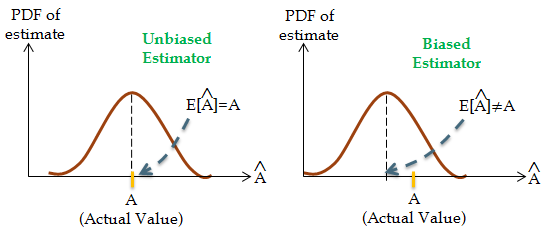 PDF of
estimate
Unbiased
Estimator
E[Â]=A
Â
A
(Actual Value)
PDF of
estimate
Biased
Estimator
E[Â]≠A
Â
A
(Actual Value)